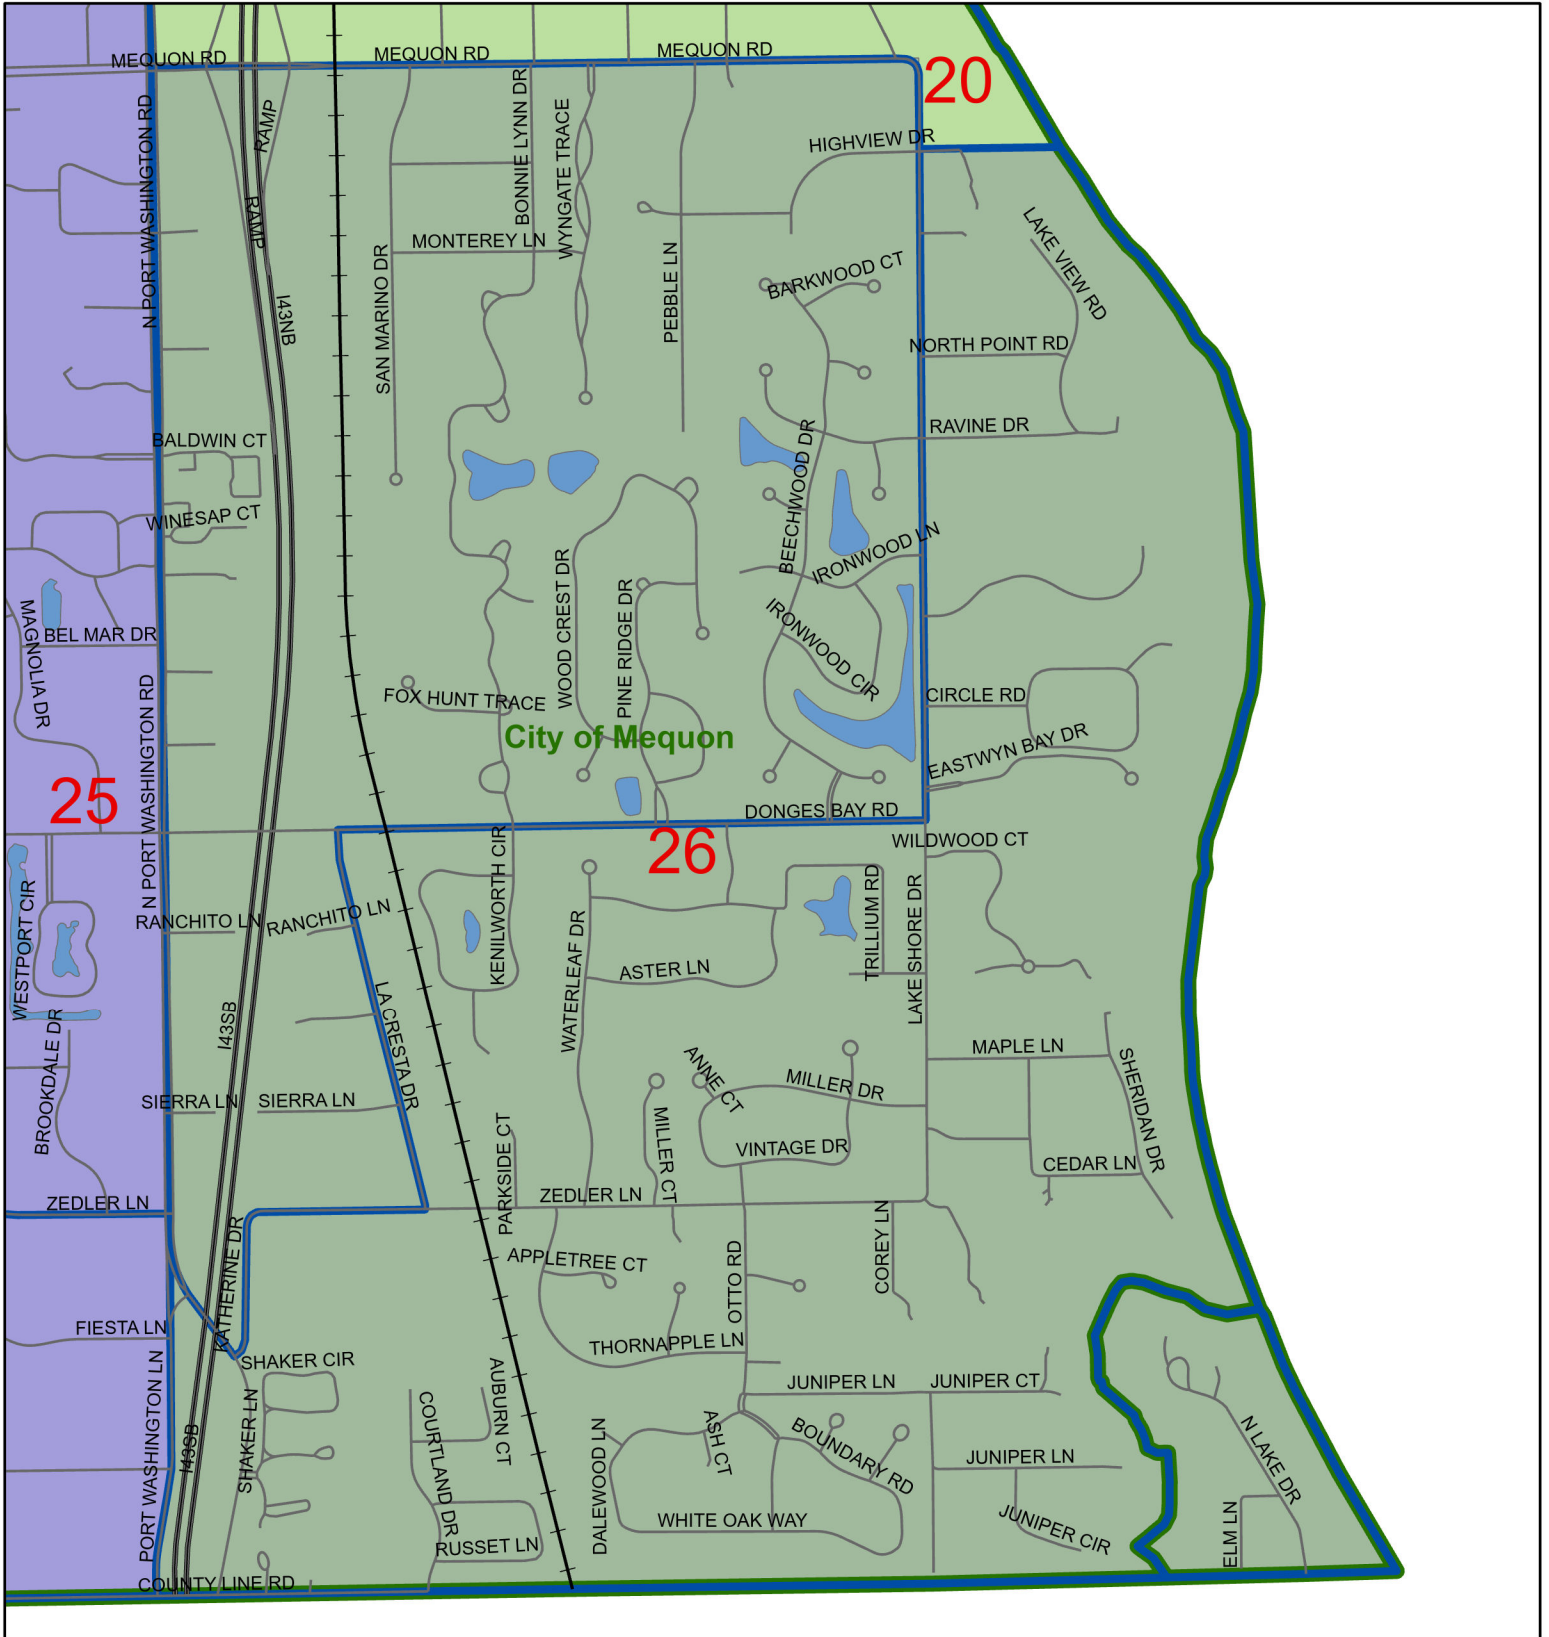 MEQUON RD
MEQUON RD
MEQUON RD
20
N PORT WASHINGTON RD
RAMP
BONNIE LYNN DR
WYNGATE TRACE
HIGHVIEW DR
RAMP
MONTEREY LN
LAKE VIEW RD
SAN MARINO DR
PEBBLE LN
BARKWOOD CT
I43NB
NORTH POINT RD
BALDWIN CT
RAVINE DR
BEECHWOOD DR
WINESAP CT
IRONWOOD LN
WOOD CREST DR
PINE RIDGE DR
IRONWOOD CIR
MAGNOLIA DR
BEL MAR DR
N PORT WASHINGTON RD
FOX HUNT TRACE
CIRCLE RD
City of Mequon
EASTWYN BAY DR
25
DONGES BAY RD
26
WILDWOOD CT
KENILWORTH CIR
WESTPORT CIR
RANCHITO LN
RANCHITO LN
TRILLIUM RD
LAKE SHORE DR
WATERLEAF DR
ASTER LN
LA CRESTA DR
I43SB
BROOKDALE DR
MAPLE LN
ANNE CT
MILLER DR
SHERIDAN DR
SIERRA LN
SIERRA LN
MILLER CT
PARKSIDE CT
VINTAGE DR
CEDAR LN
ZEDLER LN
ZEDLER LN
KATHERINE DR
COREY LN
APPLETREE CT
OTTO RD
FIESTA LN
THORNAPPLE LN
SHAKER CIR
AUBURN CT
JUNIPER LN
JUNIPER CT
PORT WASHINGTON LN
SHAKER LN
COURTLAND DR
DALEWOOD LN
ASH CT
BOUNDARY RD
N LAKE DR
I43SB
JUNIPER LN
WHITE OAK WAY
JUNIPER CIR
ELM LN
RUSSET LN
COUNTY LINE RD